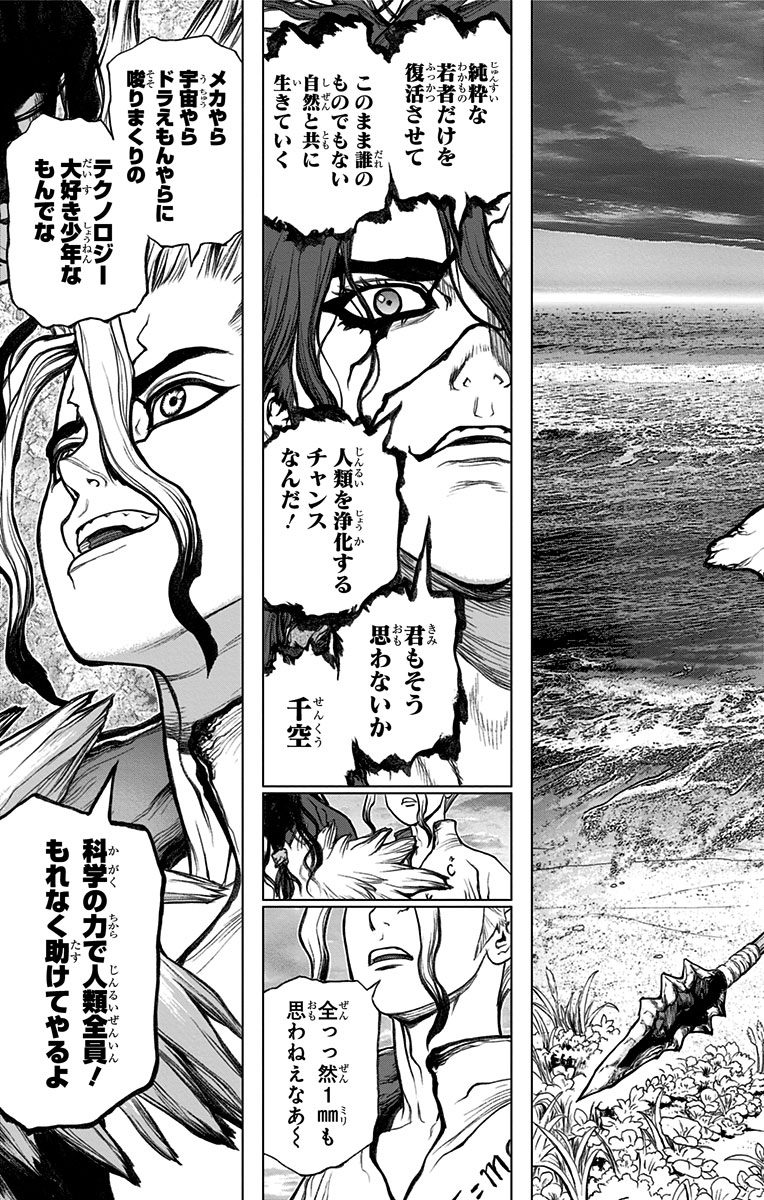 純粋な
若者だけを
復活させて
このまま誰の
ものでもない
自然と共に
生きていく
人類を浄化する
チャンス
なんだ!
君もそう
思わないか
千空
全っっ然1㎜も
思わねえなあ〜
メカやら
宇宙やら
ドラえもんやらに
唆りまくりの
テクノロジー
大好き少年な
もんでな
科学の力で人類全員!
もれなく助けてやるよ